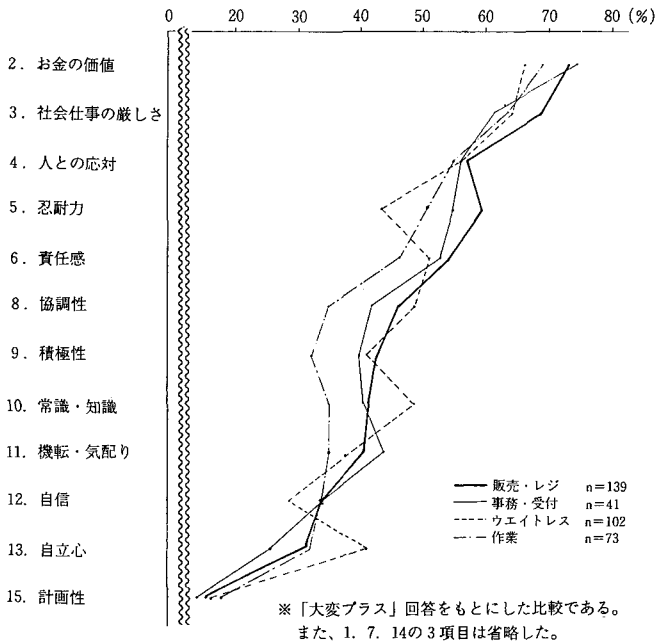 0 20 30 40 50 60 70 80 (%)
2. お金の価値
3. 社会仕事の厳しさ
4. 人との応対
5. 忍耐力
6. 責任感
8. 協調性
9. 積極性
10. 常識・知識
11. 機転・気配り
12. 自信
13. 自立心
15. 計画性
販売・レジ n=139
事務・受付 n=41
ウエイトレス n=102
作業 n=73
※「大変プラス」回答をもとにした比較である。
また、1. 7. 14の3項目は省略した。